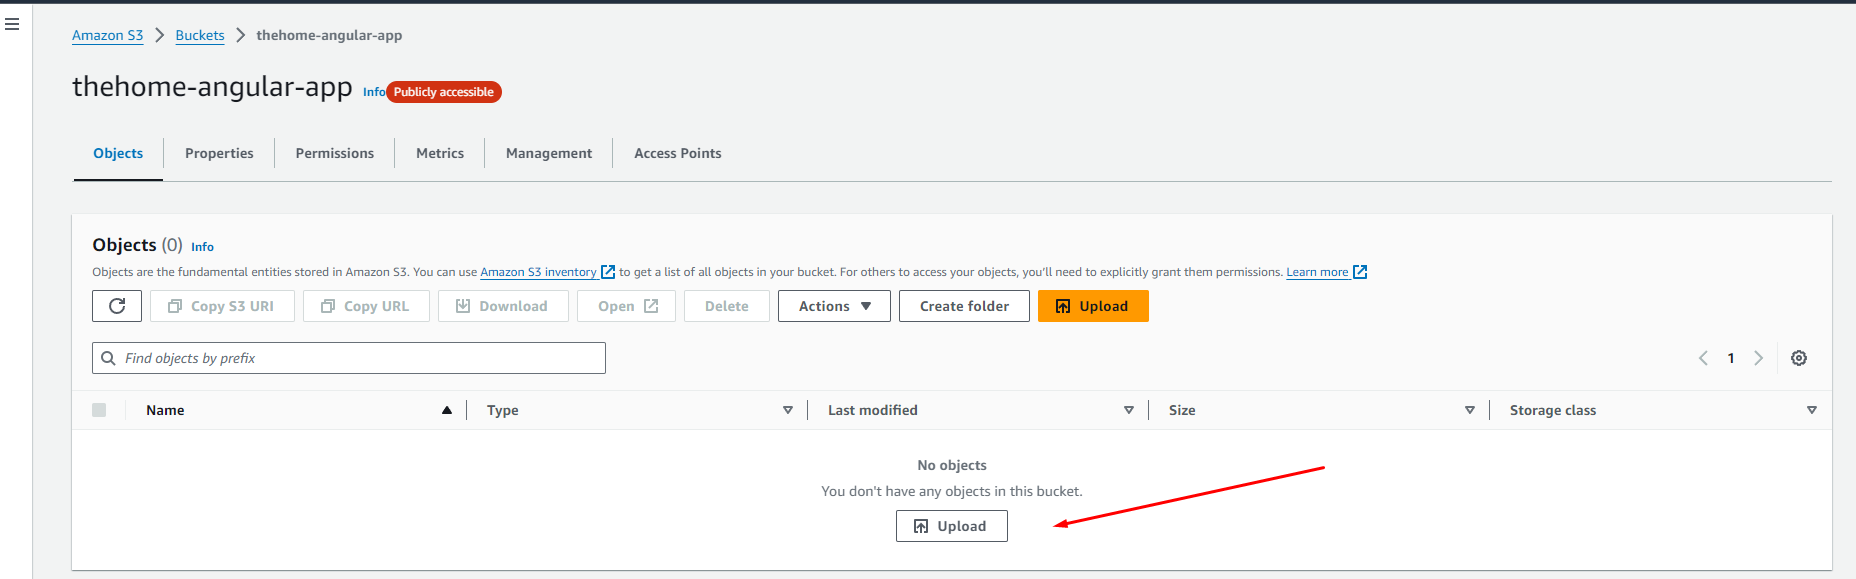 Amazon S3 > Buckets > thehome-angular-app
thehome-angular-app Info Publicly accessible
Objects Properties Permissions Metrics Management Access Points
Objects (0) Info
Objects are the fundamental entities stored in Amazon S3. You can use Amazon S3 inventory to get a list of all objects in your bucket. For others to access your objects, you'll need to explicitly grant them permissions. Learn more
Copy S3 URI Copy URL Download Open Delete Actions Create folder Upload
Find objects by prefix 1
Name Type Last modified Size Storage class
No objects
You don't have any objects in this bucket.
Upload